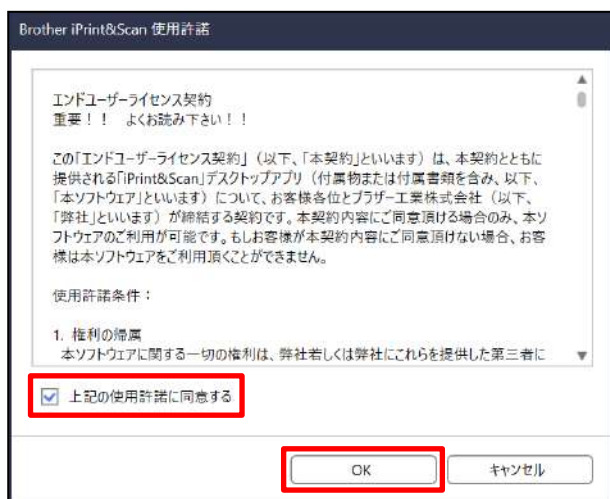 Brother iPrint&Scan 使用許諾
エンドユーザーライセンス契約
重要！！　よくお読み下さい！！
この「エンドユーザーライセンス契約」（以下、「本契約」といいます）は、本契約とともに
提供される「iPrint&Scan」デスクトップアプリ（付属物または付属書類を含み、以下、
「本ソフトウェア」といいます）について、お客様各位とブラザー工業株式会社（以下、
「弊社」といいます）が締結する契約です。本契約内容にご同意頂ける場合のみ、本ソ
フトウェアのご利用が可能です。もしお客様が本契約内容にご同意頂けない場合、お客
様は本ソフトウェアをご利用頂くことができません。
使用許諾条件：
1. 権利の帰属
本ソフトウェアに関する一切の権利は、弊社若しくは弊社にこれらを提供した第三者に
上記の使用許諾に同意する
OK
キャンセル